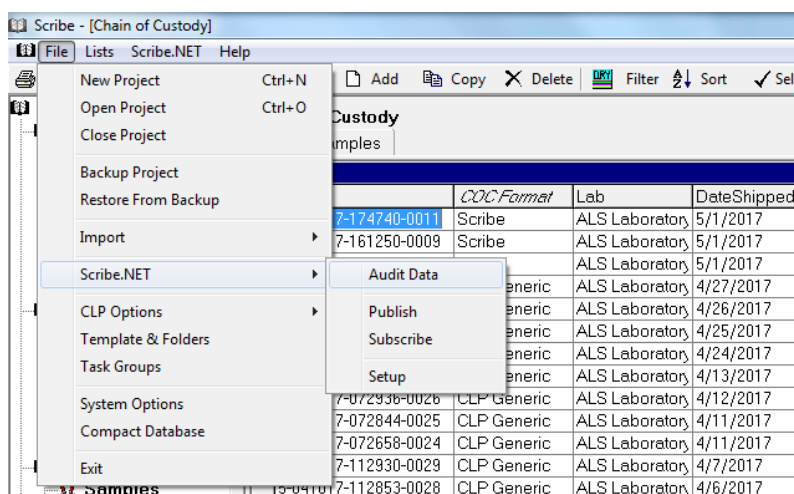 Scribe - [Chain of Custody]
File Lists Scribe.NET Help
Add Copy Delete DRY Filter Sort Sel
New Project Ctrl+N
Open Project Ctrl+O
Close Project
Backup Project
Restore From Backup
Import
Scribe.NET
CLP Options
Template & Folders
Task Groups
System Options
Compact Database
Exit
Audit Data
Publish
Subscribe
Setup
Custody
mples
COC Format Lab DateShipped
7-174740-0011 Scribe ALS Laboratory 5/1/2017
7-161250-0009 Scribe ALS Laboratory 5/1/2017
ALS Laboratory 5/1/2017
eneric ALS Laboratory 4/27/2017
eneric ALS Laboratory 4/26/2017
eneric ALS Laboratory 4/25/2017
eneric ALS Laboratory 4/24/2017
eneric ALS Laboratory 4/13/2017
7-072936-0026 CLP Generic ALS Laboratory 4/12/2017
7-072844-0025 CLP Generic ALS Laboratory 4/11/2017
7-072658-0024 CLP Generic ALS Laboratory 4/11/2017
7-112930-0029 CLP Generic ALS Laboratory 4/7/2017
Samples 15-041017-112853-0028 CLP Generic ALS Laboratory 4/6/2017